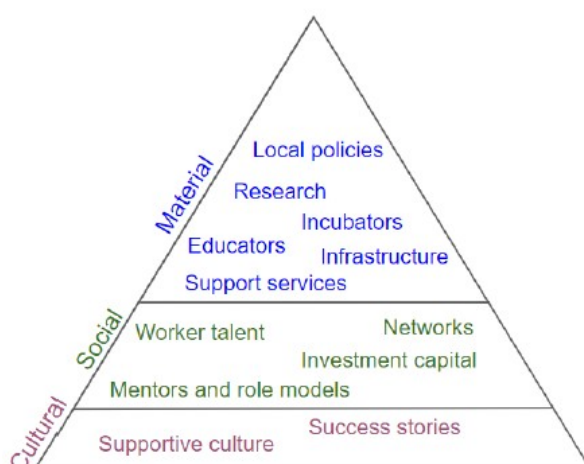 Material
Local policies
Research
Incubators
Educators
Infrastructure
Support services
Social
Worker talent
Networks
Investment capital
Mentors and role models
Cultural
Success stories
Supportive culture